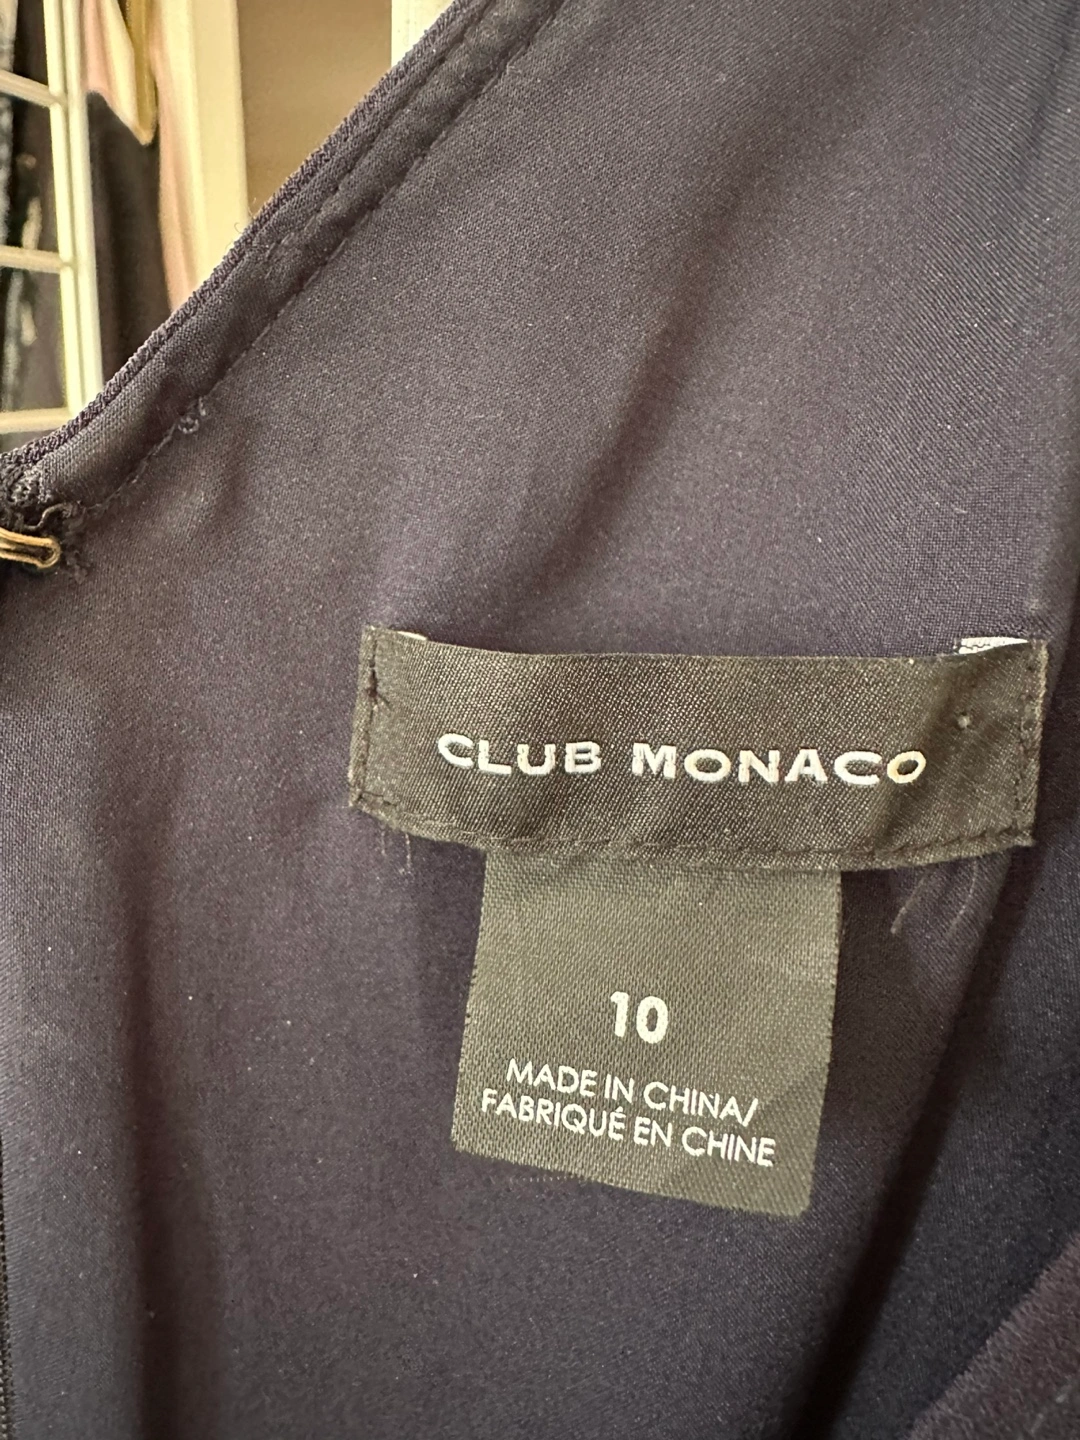 CLUB MONACO
10
MADE IN CHINA/
FABRIQUÉ EN CHINE